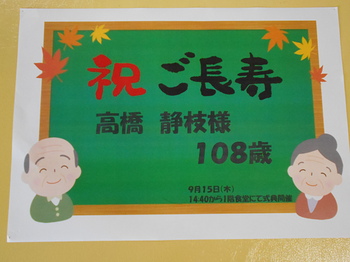 祝 ご長寿
高橋 静枝様
108歳
9月15日(水)
14:40から1階食堂にて式典開催